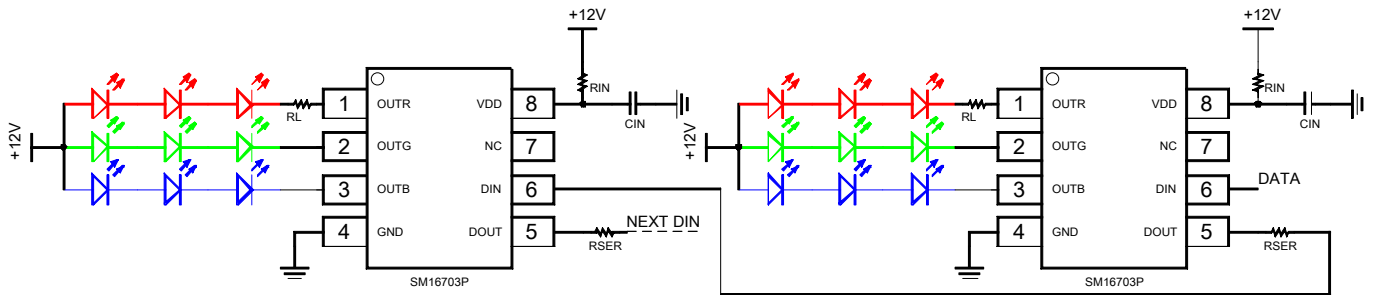 +12V
+12V
RL
1 OUTR
2 OUTG
3 OUTB
4 GND
VDD 8
NC 7
DIN 6
DOUT 5
RIN
CIN
RSER
NEXT DIN
SM16703P
+12V
+12V
RL
1 OUTR
2 OUTG
3 OUTB
4 GND
VDD 8
NC 7
DIN 6
DOUT 5
RIN
CIN
DATA
RSER
SM16703P